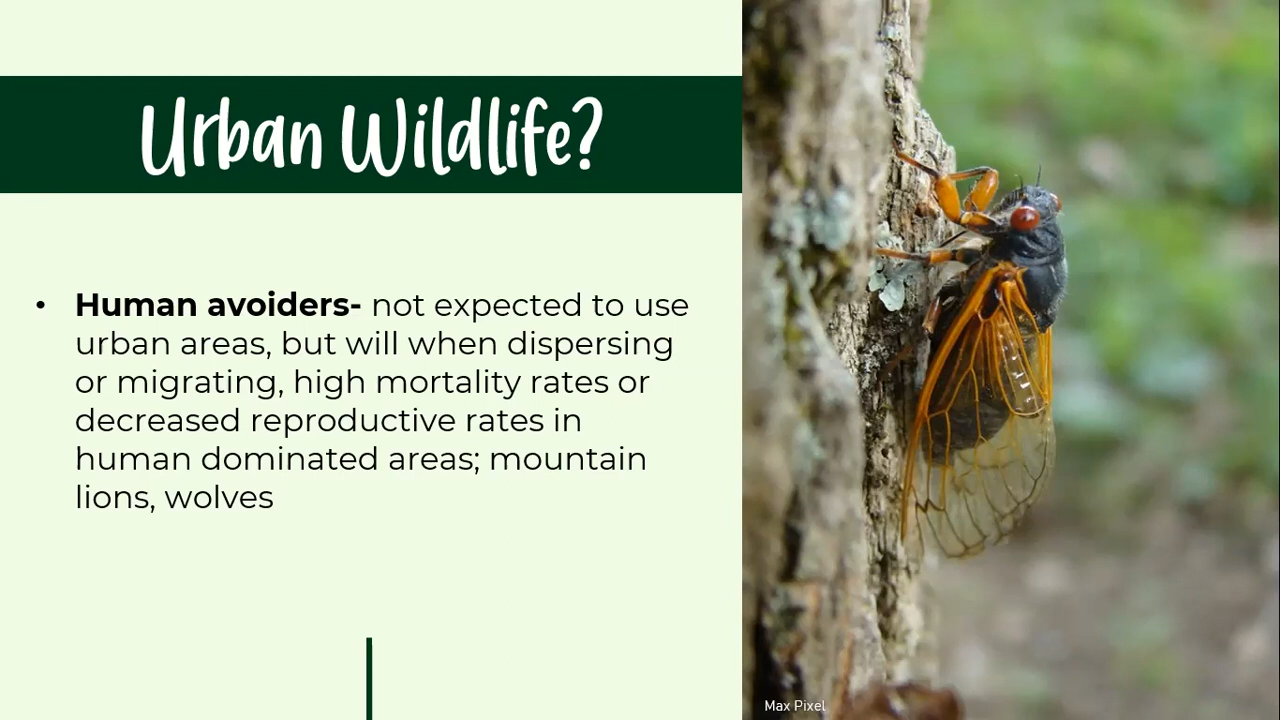 Urban Wildlife?
• Human avoiders- not expected to use
urban areas, but will when dispersing
or migrating, high mortality rates or
decreased reproductive rates in
human dominated areas; mountain
lions, wolves
Max Pixel